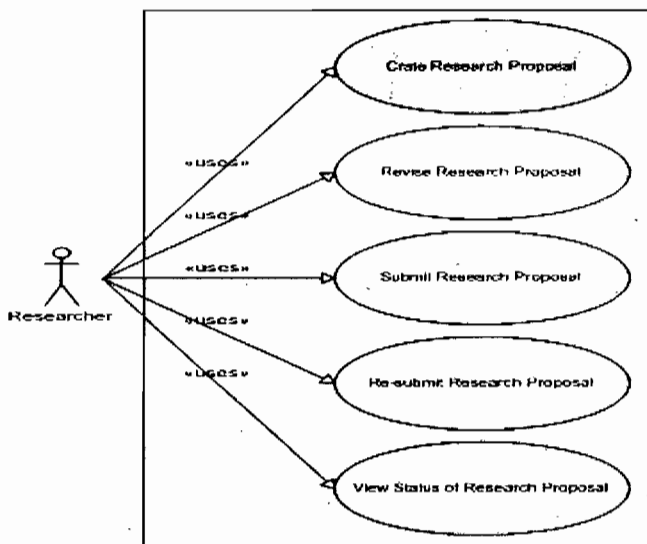 Crate Research Proposal
«uses»
Revise Research Proposal
«uses»
Submit Research Proposal
«uses»
Researcher
«uses»
Re-submit Research Proposal
«uses»
View Status of Research Proposal